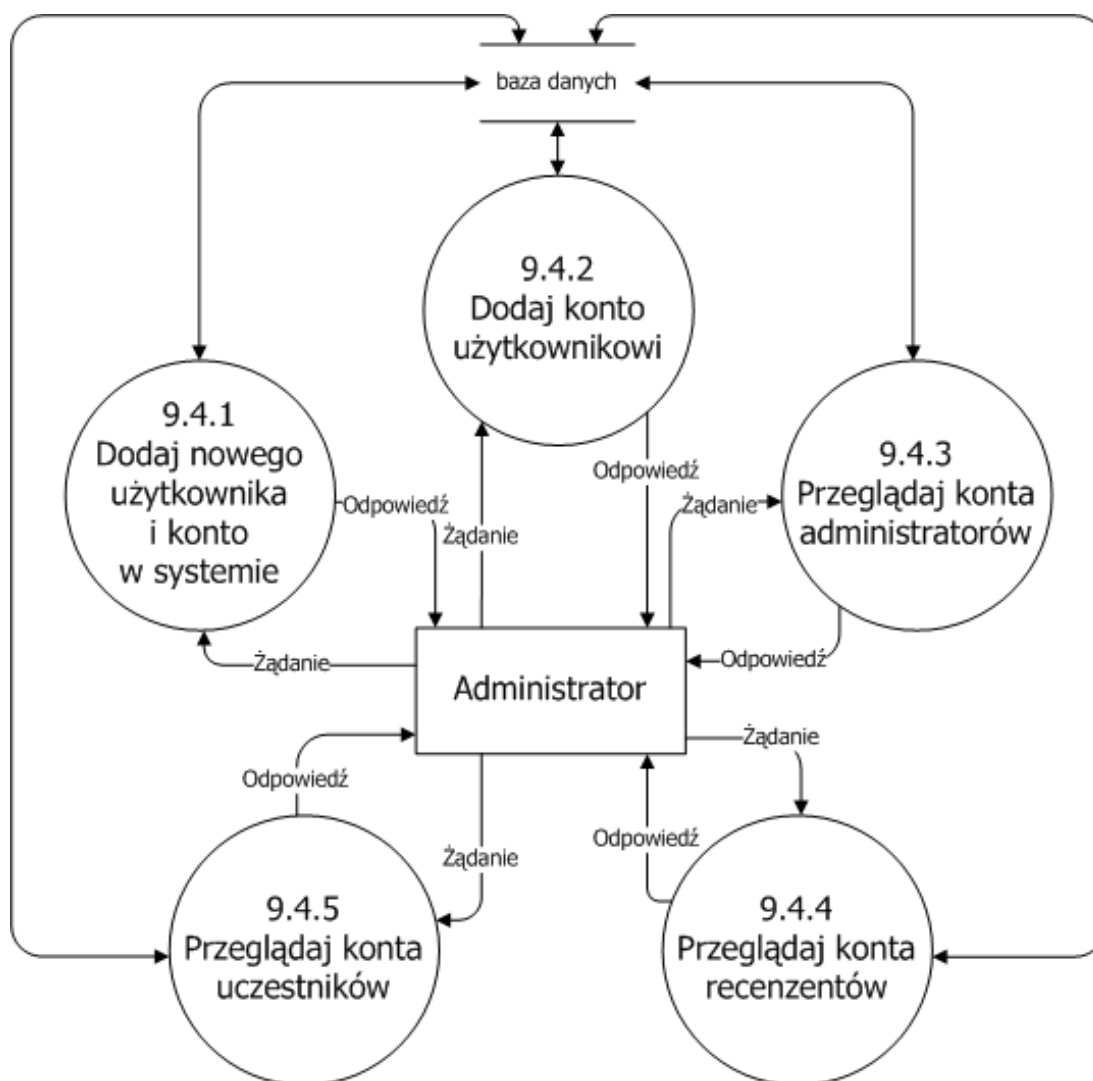 baza danych
9.4.2
Dodaj konto
użytkownikowi
9.4.1
Dodaj nowego
użytkownika
i konto
w systemie
9.4.3
Przeglądaj konta
administratorów
Odpowiedź
Odpowiedź
Żądanie
Żądanie
Żądanie
Odpowiedź
Administrator
Żądanie
Odpowiedź
Żądanie
Odpowiedź
Żądanie
9.4.5
Przeglądaj konta
uczestników
9.4.4
Przeglądaj konta
recenzentów